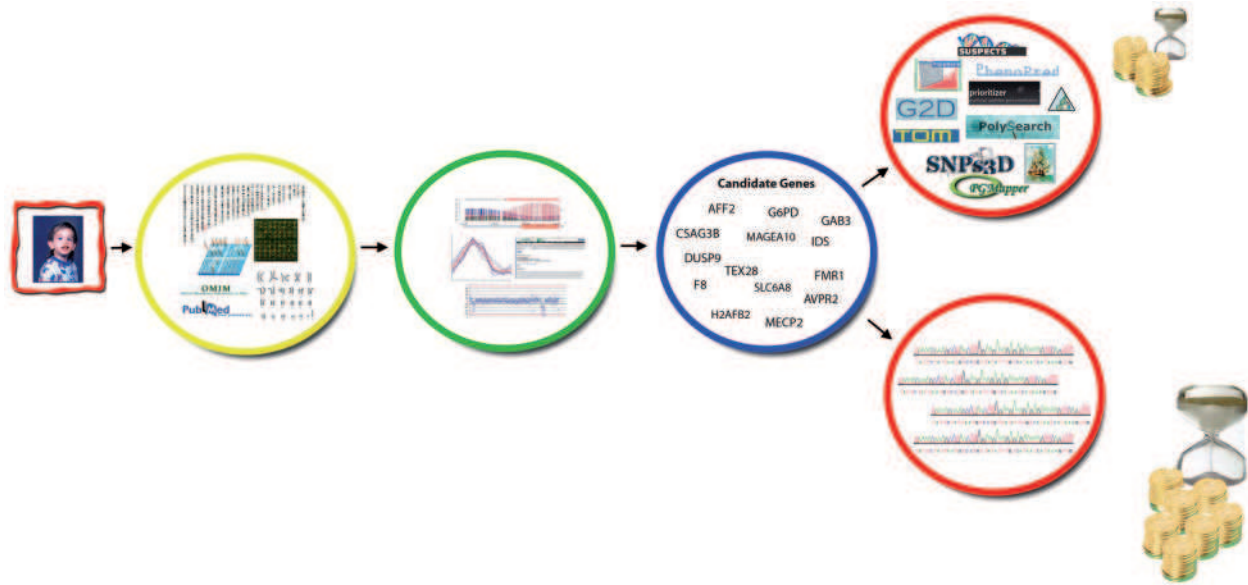 OMIM
PubMed
Candidate Genes
AFF2
G6PD
GAB3
CSAG3B
MAGEA10
IDS
DUSP9
TEX28
FMR1
F8
SLC6A8
AVPR2
H2AFB2
MECP2
SUSPECTS
PhenoPred
prioritizer
G2D
TOM
PolySearch
SNPs3D
PGMapper